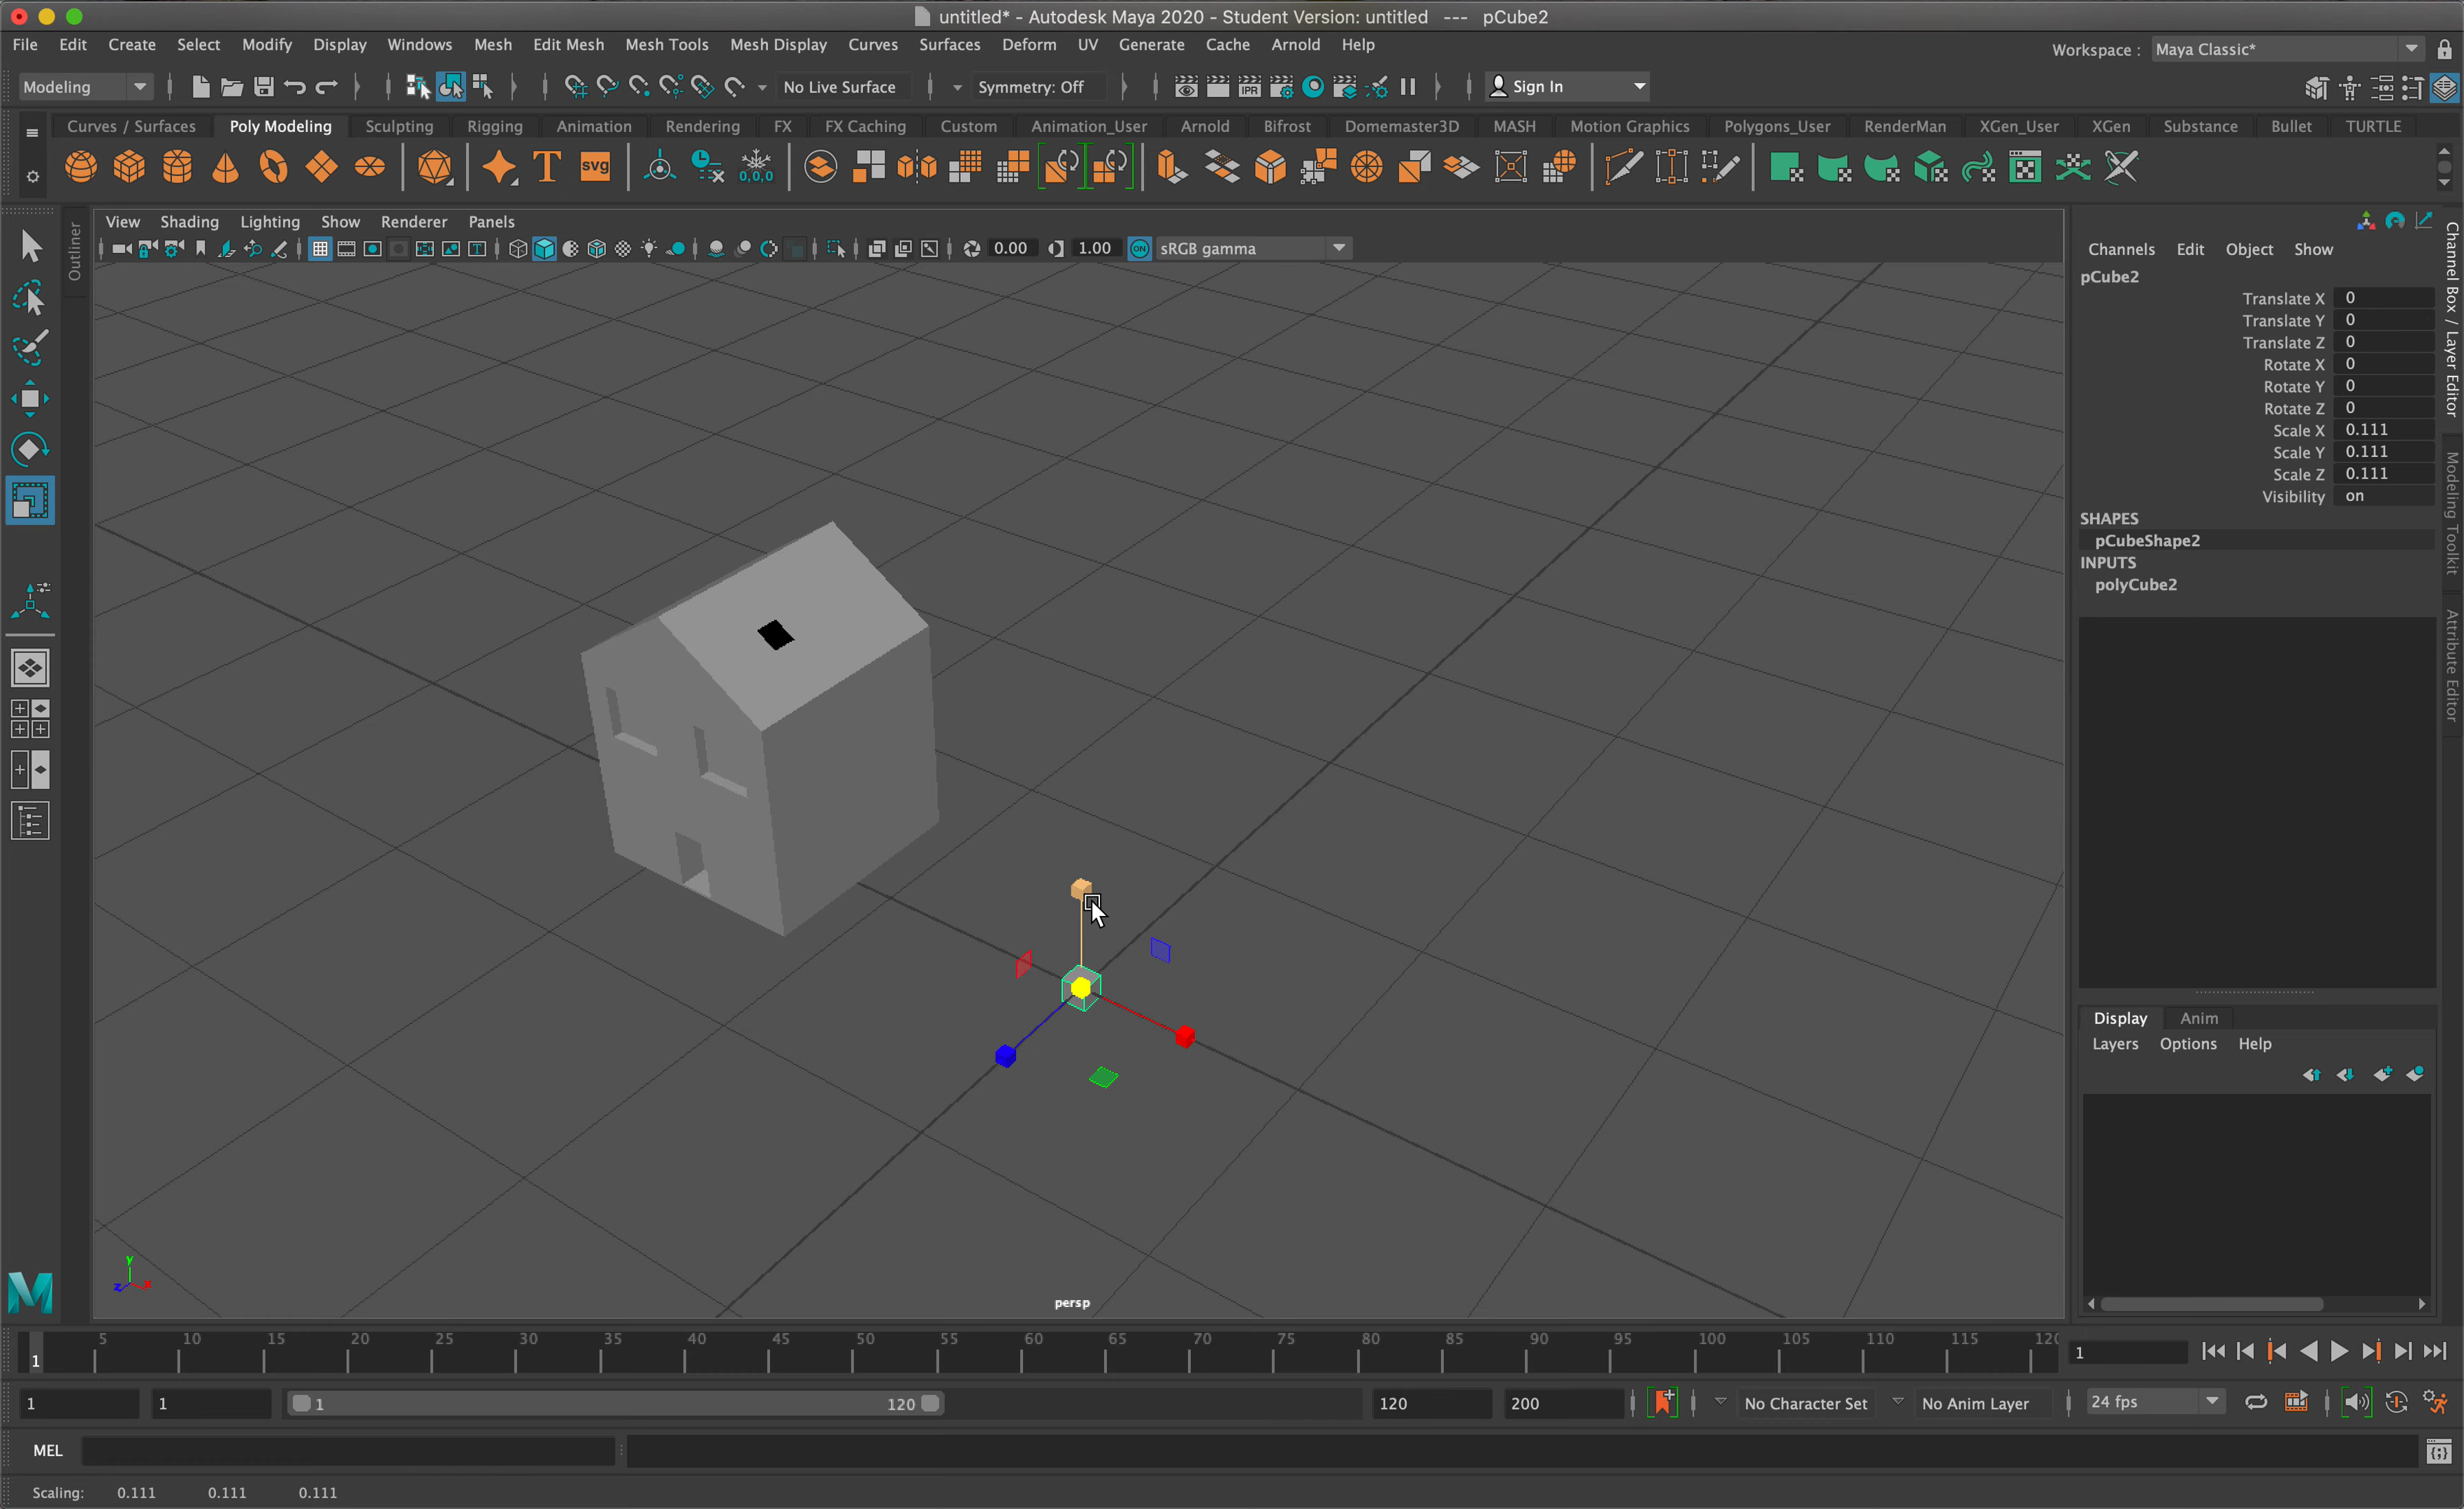 untitled* - Autodesk Maya 2020 - Student Version: untitled --- pCube2
File Edit Create Select Modify Display Windows Mesh Edit Mesh Mesh Tools Mesh Display Curves Surfaces Deform UV Generate Cache Arnold Help
Workspace : Maya Classic*
Modeling No Live Surface Symmetry: Off IPR Sign In
Curves / Surfaces Poly Modeling Sculpting Rigging Animation Rendering FX FX Caching Custom Animation_User Arnold Bifrost Domemaster3D MASH Motion Graphics Polygons_User RenderMan XGen_User XGen Substance Bullet TURTLE
T svg 0,0,0
Outliner
View Shading Lighting Show Renderer Panels
0.00 1.00 ON sRGB gamma
Channels Edit Object Show
pCube2
Translate X 0
Translate Y 0
Translate Z 0
Rotate X 0
Rotate Y 0
Rotate Z 0
Scale X 0.111
Scale Y 0.111
Scale Z 0.111
Visibility on
SHAPES
pCubeShape2
INPUTS
polyCube2
Channel Box / Layer Editor
Modeling Toolkit
Attribute Editor
Display Anim
Layers Options Help
y
z x
persp
M
5 10 15 20 25 30 35 40 45 50 55 60 65 70 75 80 85 90 95 100 105 110 115 120
1 1
1 1 1 120 120 200 No Character Set No Anim Layer 24 fps
MEL
Scaling: 0.111 0.111 0.111